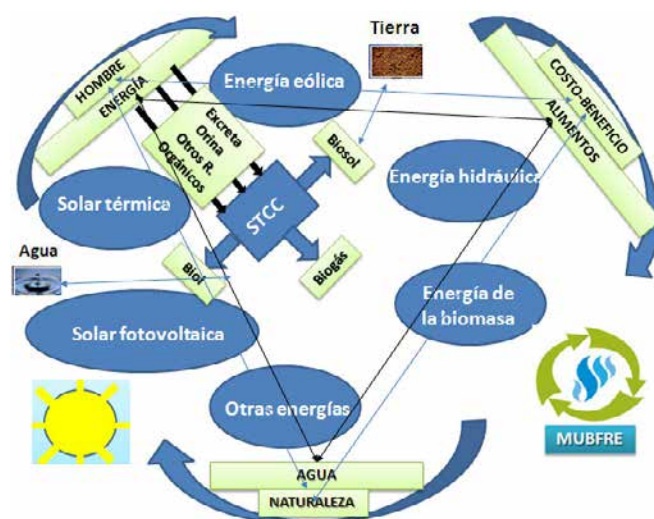 Tierra
HOMBRE
ENERGÍA
Energía eólica
COSTO-BENEFICIO
AUMENTOS
Excreta
Orina
Otros R.
Orgánicos
Biosol
Energía hidráulica
Solar térmica
STCC
Agua
Biol
Biogás
Energía de
la biomasa
Solar fotovoltaica
Otras energías
MUBFRE
AGUA
NATURALEZA